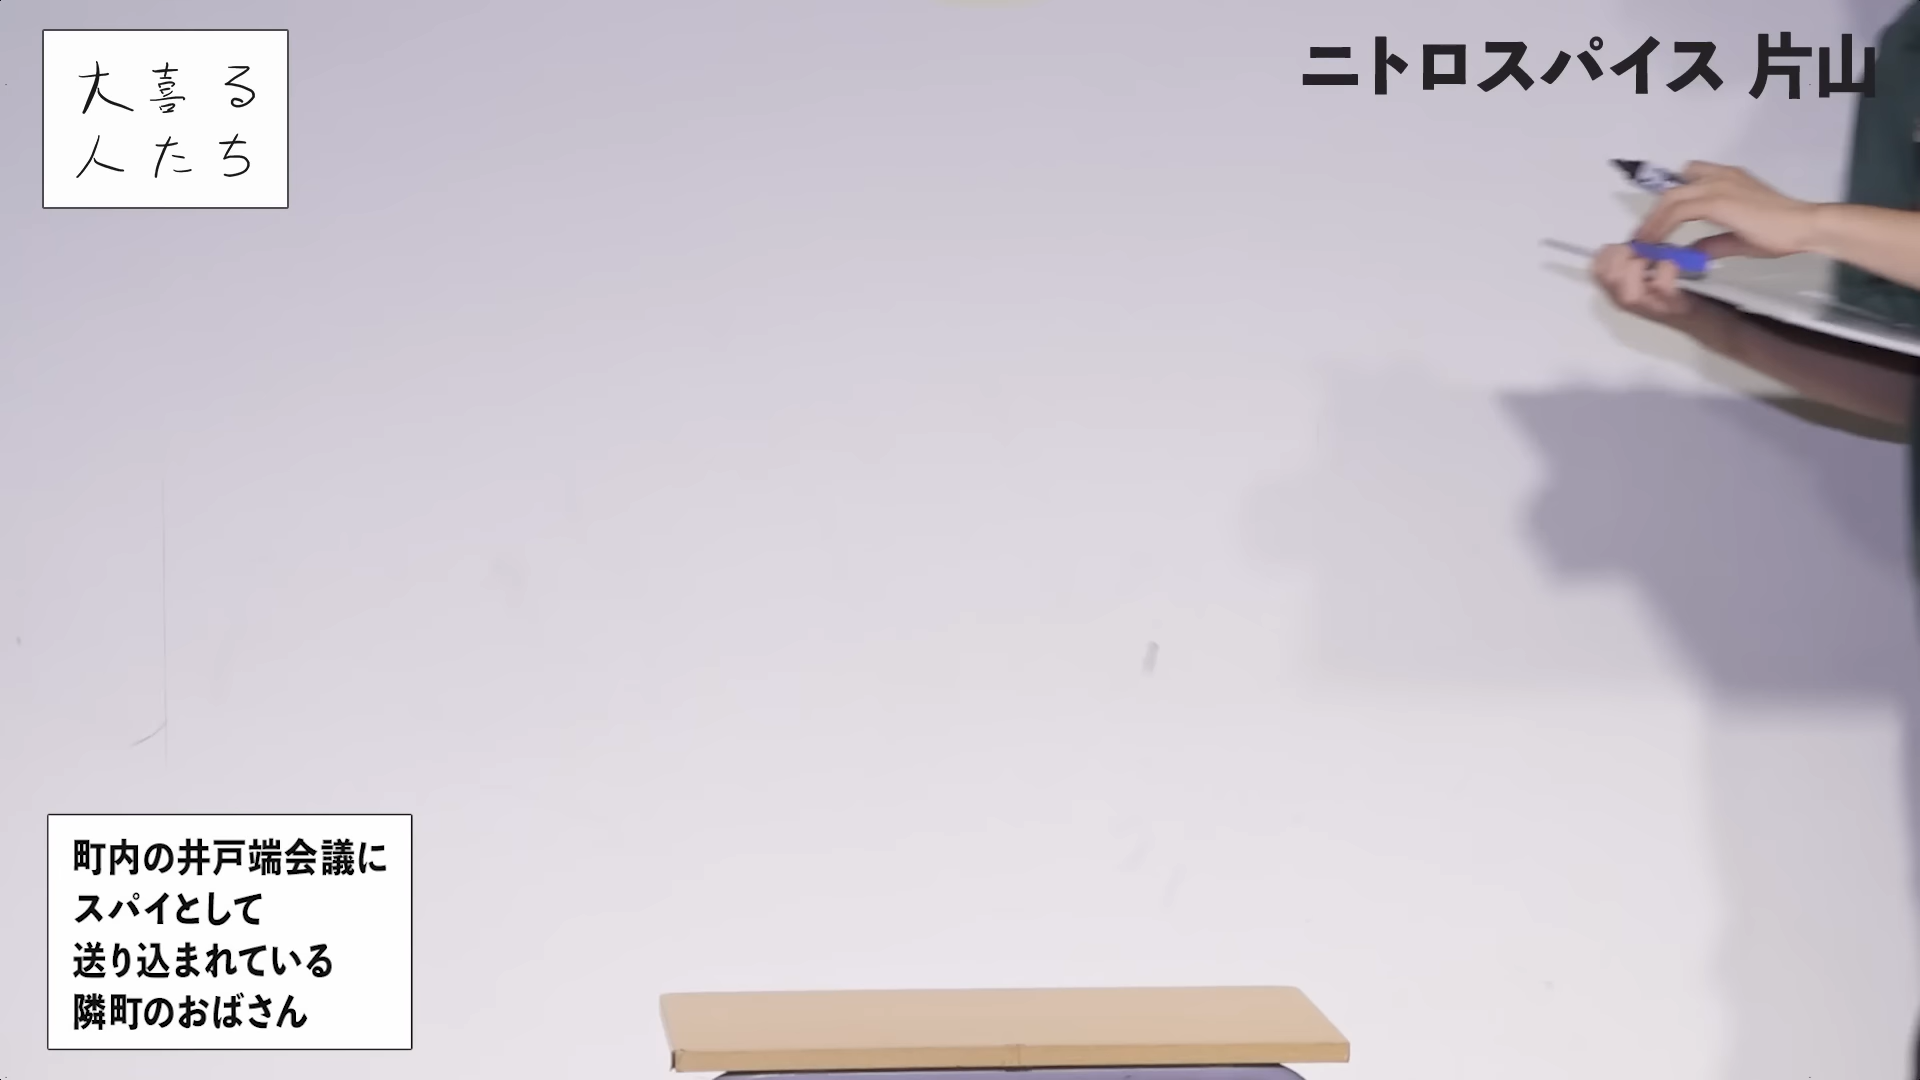 大喜る
人たち
ニトロスパイス 片山
町内の井戸端会議に
スパイとして
送り込まれている
隣町のおばさん